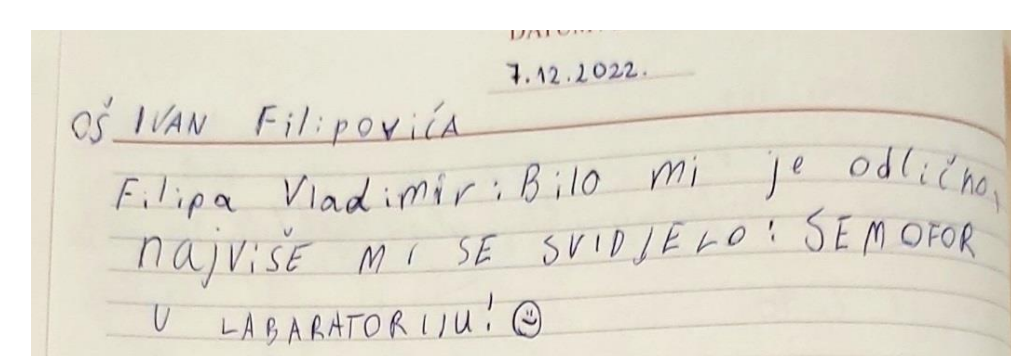 7.12.2022.
OŠ IVAN FilipovićA
Filipa Vladimir: Bilo mi je odlično,
najvišE MI SE SVIDJELO: SEMOFOR
U LABARATORIJU! ☺